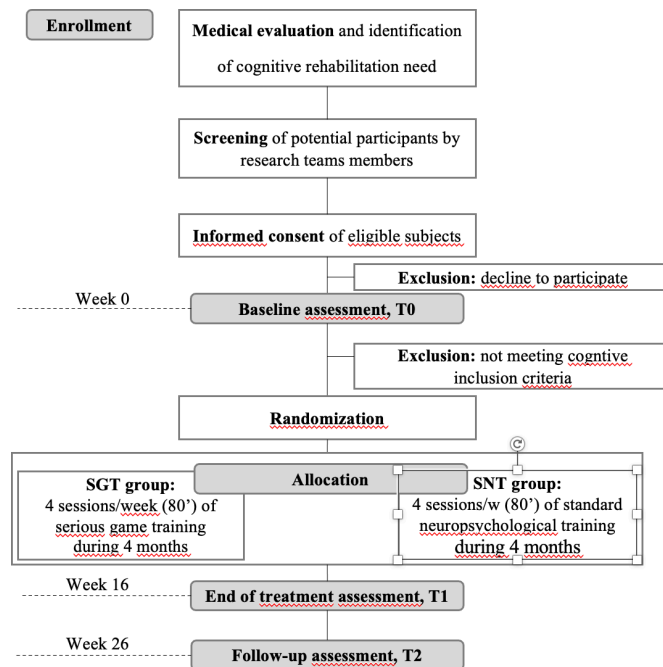 Enrollment
Medical evaluation and identification
of cognitive rehabilitation need
Screening of potential participants by
research teams members
Informed consent of eligible subjects
Exclusion: decline to participate
Week 0
Baseline assessment, T0
Exclusion: not meeting cogntive
inclusion criteria
Randomization
Allocation
SGT group:
4 sessions/week (80’) of
serious game training
during 4 months
SNT group:
4 sessions/w (80’) of standard
neuropsychological training
during 4 months
Week 16
End of treatment assessment, T1
Week 26
Follow-up assessment, T2